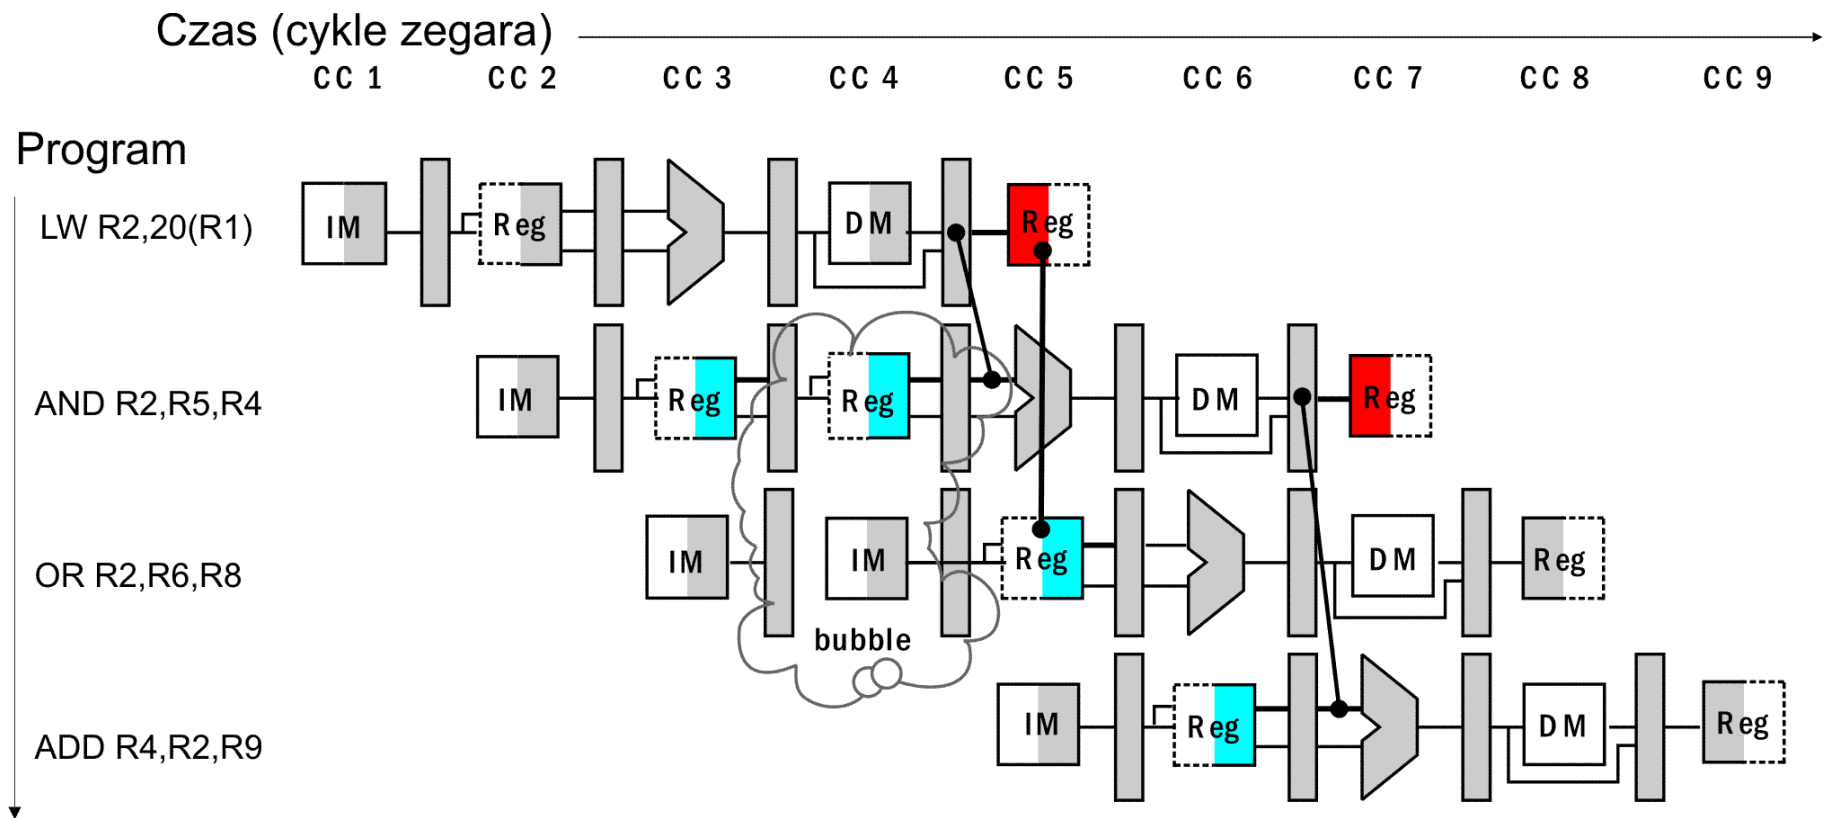 Czas (cykle zegara)
CC 1 CC 2 CC 3 CC 4 CC 5 CC 6 CC 7 CC 8 CC 9
Program
LW R2,20(R1) IM Reg DM Reg
AND R2,R5,R4 IM Reg Reg DM Reg
OR R2,R6,R8 IM IM Reg DM Reg
bubble
ADD R4,R2,R9 IM Reg DM Reg